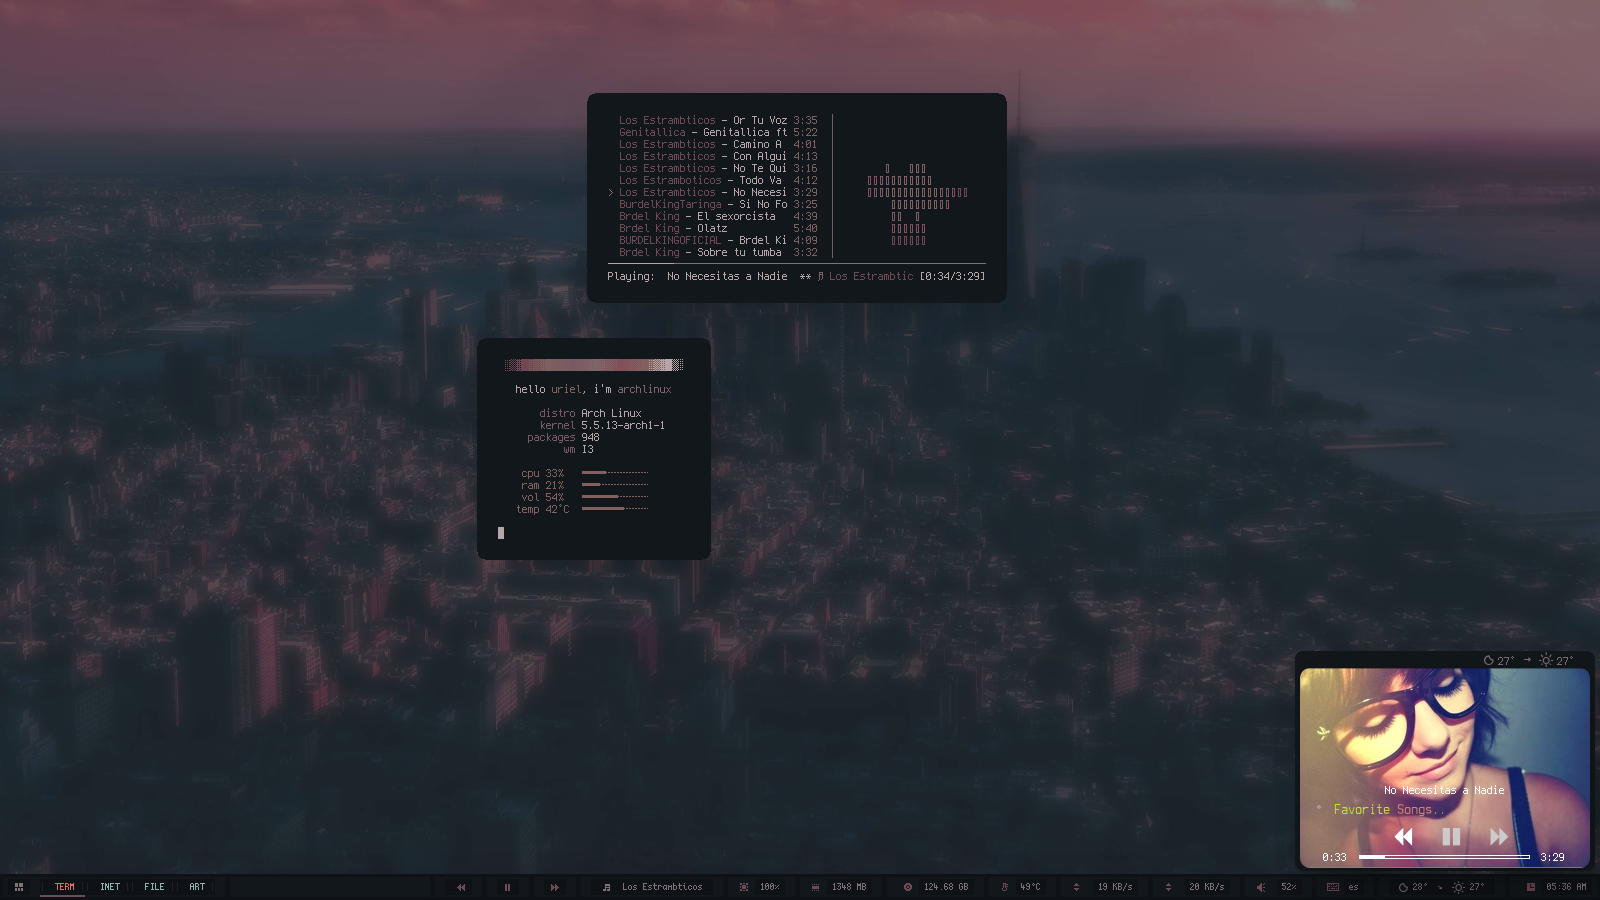 Los Estrambticos - Or Tu Voz 3:35
Genitallica - Genitallica ft 5:22
Los Estrambticos - Camino A 4:01
Los Estrambticos - Con Algui 4:13
Los Estrambticos - No Te Qui 3:16
Los Estramboticos - Todo Va 4:12
> Los Estrambticos - No Necesi 3:29
BurdelKingTaringa - Si No Fo 3:25
Brdel King - El sexorcista 4:39
Brdel King - Olatz 5:40
BURDELKINGOFICIAL - Brdel Ki 4:09
Brdel King - Sobre tu tumba 3:32
Playing: No Necesitas a Nadie ** Los Estrambtic [0:34/3:29]
hello uriel, i'm archlinux
distro Arch Linux
kernel 5.5.13-arch1-1
packages 948
wm I3
cpu 33%
ram 21%
vol 54%
temp 42°C
27° → 27°
No Necesitas a Nadie
* Favorite Songs..
0:33 3:29
TERM INET FILE ART Los Estrambticos 100% 1348 MB 124.68 GB 49°C 19 KB/s 20 KB/s 52% es 28° 27° 05:36 AM